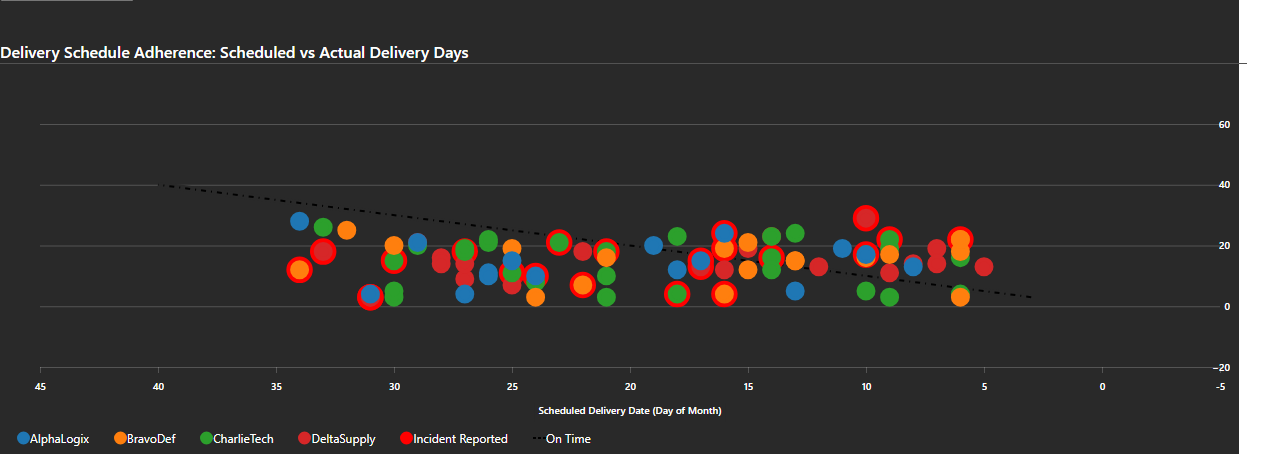 Delivery Schedule Adherence: Scheduled vs Actual Delivery Days
60
40
20
0
−20
45 40 35 30 25 20 15 10 5 0 -5
Scheduled Delivery Date (Day of Month)
AlphaLogix BravoDef CharlieTech DeltaSupply Incident Reported On Time